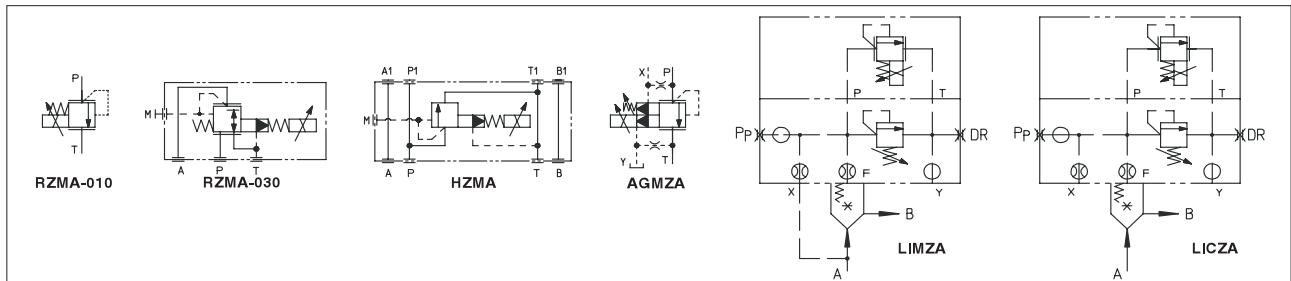 P
T
RZMA-010
M
A
P
T
RZMA-030
A1
P1
T1
B1
M
A
P
T
B
HZMA
X
P
Y
T
AGMZA
P
T
PP
DR
X
F
Y
B
A
LIMZA
P
T
PP
DR
X
F
Y
B
A
LICZA